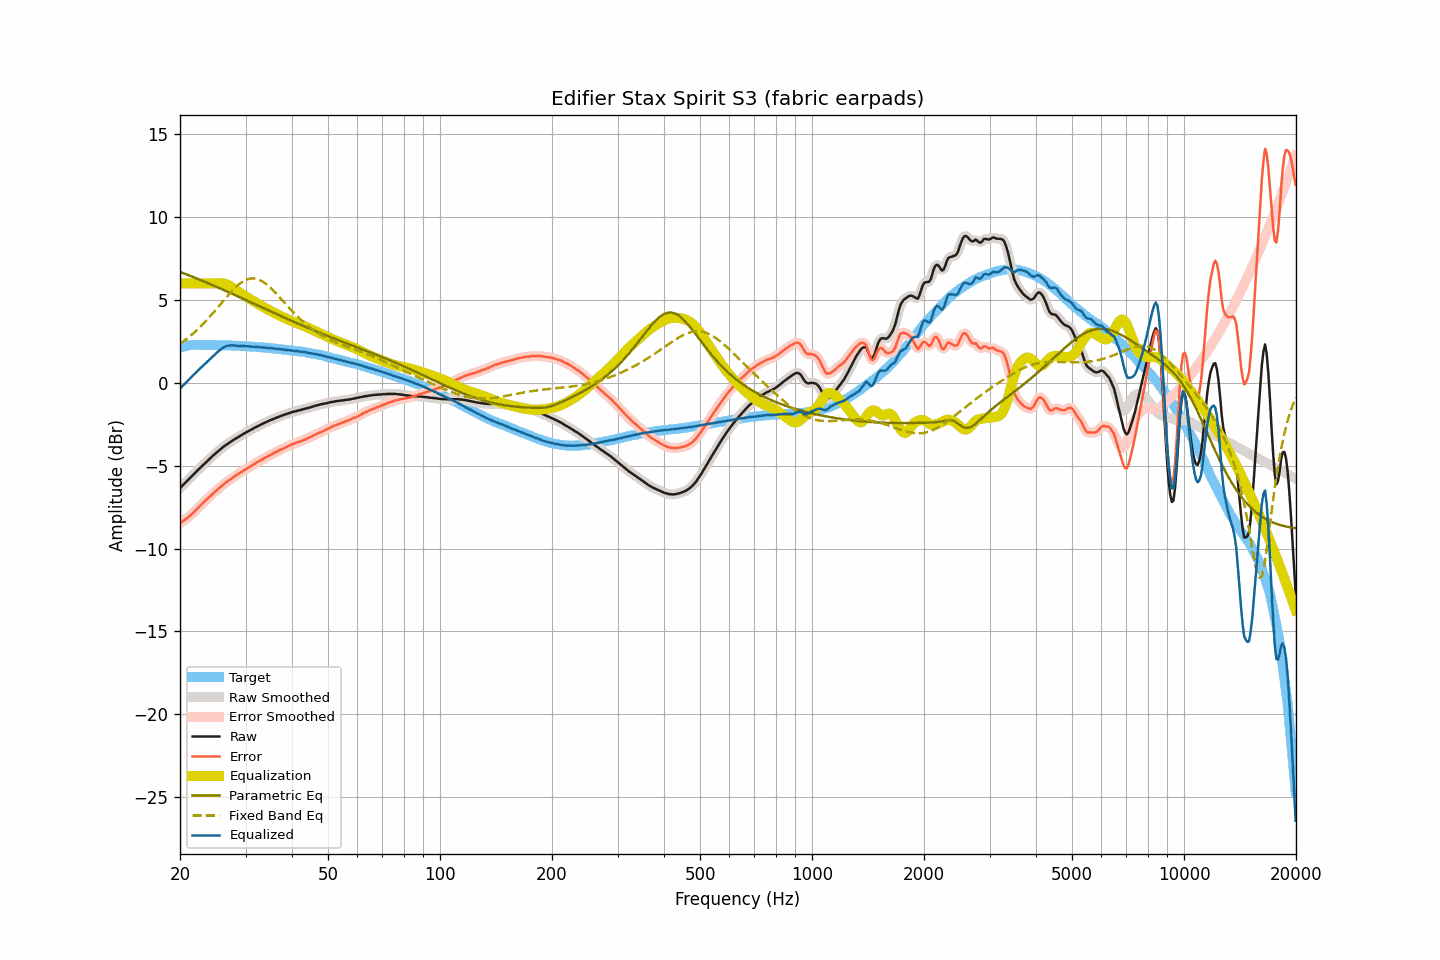 Edifier Stax Spirit S3 (fabric earpads)
15
10
5
0
−5
−10
−15
−20
−25
Amplitude (dBr)
Target
Raw Smoothed
Error Smoothed
Raw
Error
Equalization
Parametric Eq
Fixed Band Eq
Equalized
20 50 100 200 500 1000 2000 5000 10000 20000
Frequency (Hz)